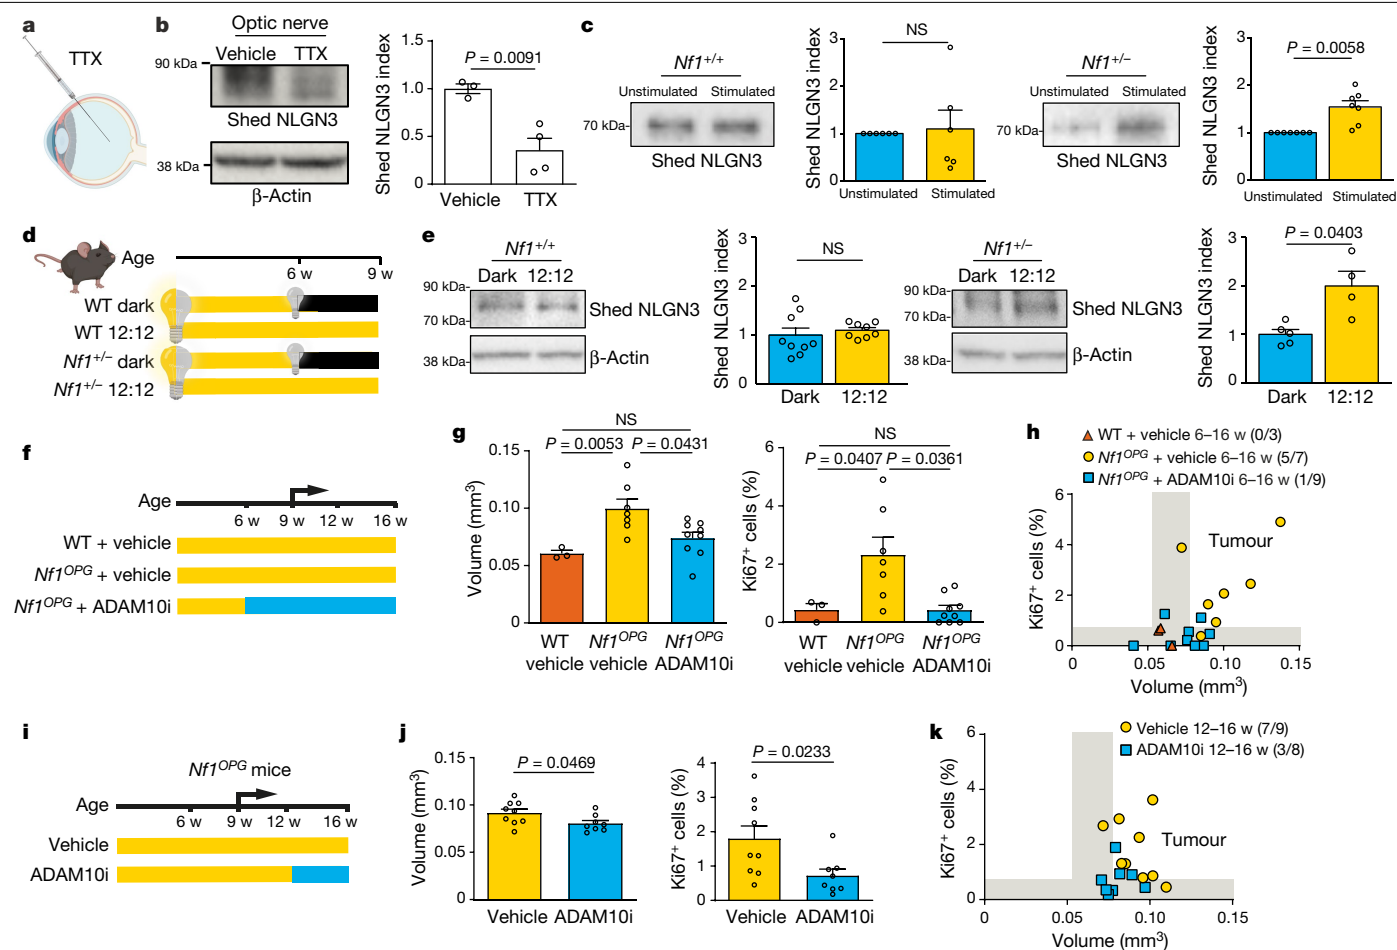 a
TTX
b
Optic nerve
Vehicle TTX
90 kDa
Shed NLGN3
38 kDa
β-Actin
Shed NLGN3 index
1.5
1.0
0.5
0
P = 0.0091
Vehicle TTX
c
Nf1+/+
Unstimulated Stimulated
70 kDa
Shed NLGN3
Shed NLGN3 index
3
2
1
0
NS
Unstimulated Stimulated
Nf1+/–
Unstimulated Stimulated
70 kDa
Shed NLGN3
Shed NLGN3 index
3
2
1
0
P = 0.0058
Unstimulated Stimulated
d
Age
6 w 9 w
WT dark
WT 12:12
Nf1+/– dark
Nf1+/– 12:12
e
Nf1+/+
Dark 12:12
90 kDa
70 kDa
Shed NLGN3
38 kDa
β-Actin
Shed NLGN3 index
3
2
1
0
NS
Dark 12:12
Nf1+/–
Dark 12:12
90 kDa
70 kDa
Shed NLGN3
38 kDa
β-Actin
Shed NLGN3 index
3
2
1
0
P = 0.0403
Dark 12:12
f
Age
6 w 9 w 12 w 16 w
WT + vehicle
Nf1OPG + vehicle
Nf1OPG + ADAM10i
g
Volume (mm3)
0.15
0.10
0.05
0
NS
P = 0.0053 P = 0.0431
WT vehicle
Nf1OPG vehicle
Nf1OPG ADAM10i
Ki67+ cells (%)
6
4
2
0
NS
P = 0.0407 P = 0.0361
WT vehicle
Nf1OPG vehicle
Nf1OPG ADAM10i
h
WT + vehicle 6–16 w (0/3)
Nf1OPG + vehicle 6–16 w (5/7)
Nf1OPG + ADAM10i 6–16 w (1/9)
Ki67+ cells (%)
6
4
2
0
Tumour
0 0.05 0.10 0.15
Volume (mm3)
i
Nf1OPG mice
Age
6 w 9 w 12 w 16 w
Vehicle
ADAM10i
j
Volume (mm3)
0.15
0.10
0.05
0
P = 0.0469
Vehicle ADAM10i
Ki67+ cells (%)
4
3
2
1
0
P = 0.0233
Vehicle ADAM10i
k
Vehicle 12–16 w (7/9)
ADAM10i 12–16 w (3/8)
Ki67+ cells (%)
6
4
2
0
Tumour
0 0.05 0.10 0.15
Volume (mm3)